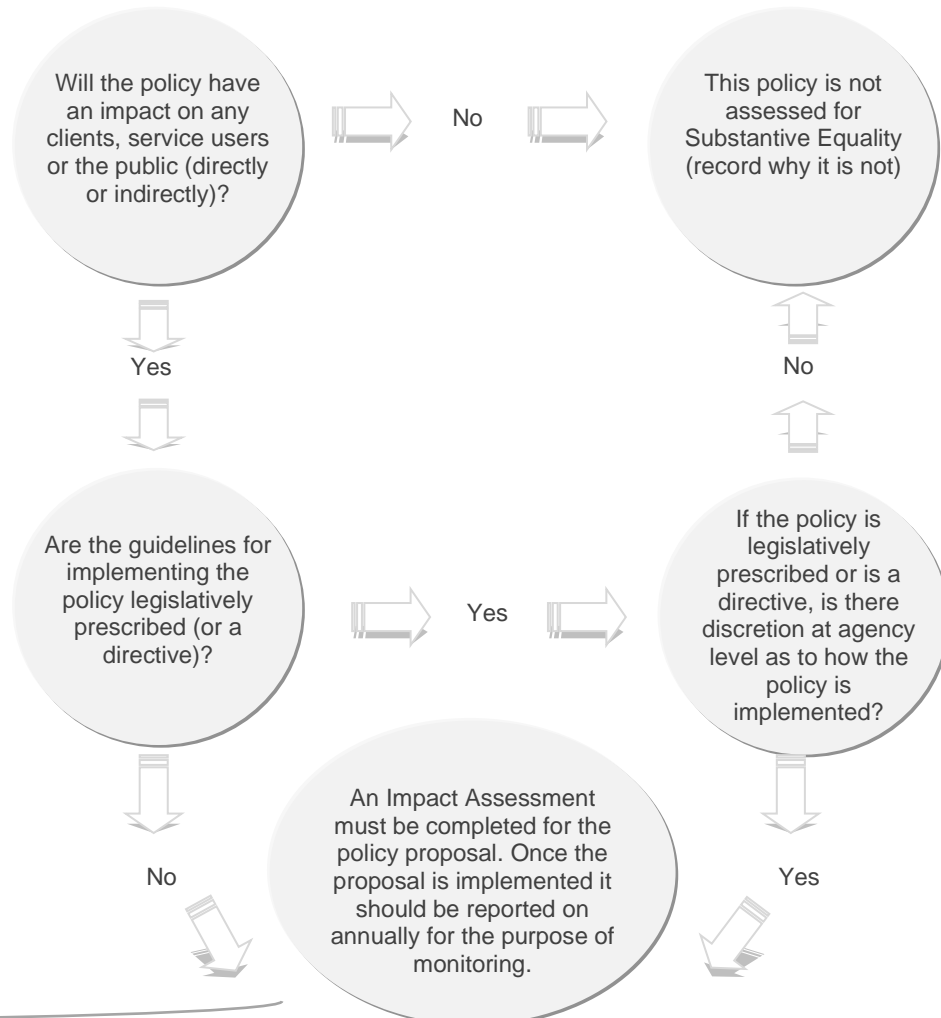 Will the policy have
an impact on any
clients, service users
or the public (directly
or indirectly)?
No
This policy is not
assessed for
Substantive Equality
(record why it is not)
Yes
No
Are the guidelines for
implementing the
policy legislatively
prescribed (or a
directive)?
Yes
If the policy is
legislatively
prescribed or is a
directive, is there
discretion at agency
level as to how the
policy is
implemented?
No
An Impact Assessment
must be completed for the
policy proposal. Once the
proposal is implemented it
should be reported on
annually for the purpose of
monitoring.
Yes